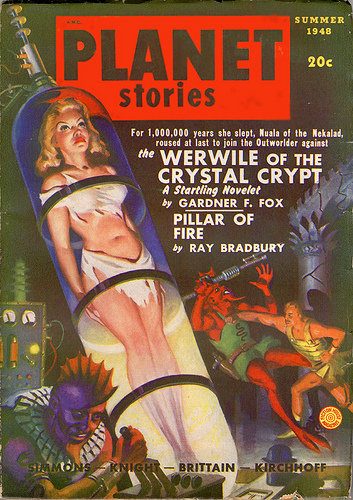 SUMMER
1948
PLANET
stories
20c
For 1,000,000 years she slept, Nuala of the Nekalad,
roused at last to join the Outworlder against
the WERWILE OF THE
CRYSTAL CRYPT
A Startling Novelet
by GARDNER F. FOX
PILLAR OF
FIRE
by RAY BRADBURY
SIMMONS — KNIGHT — BRITTAIN — KIRCHHOFF